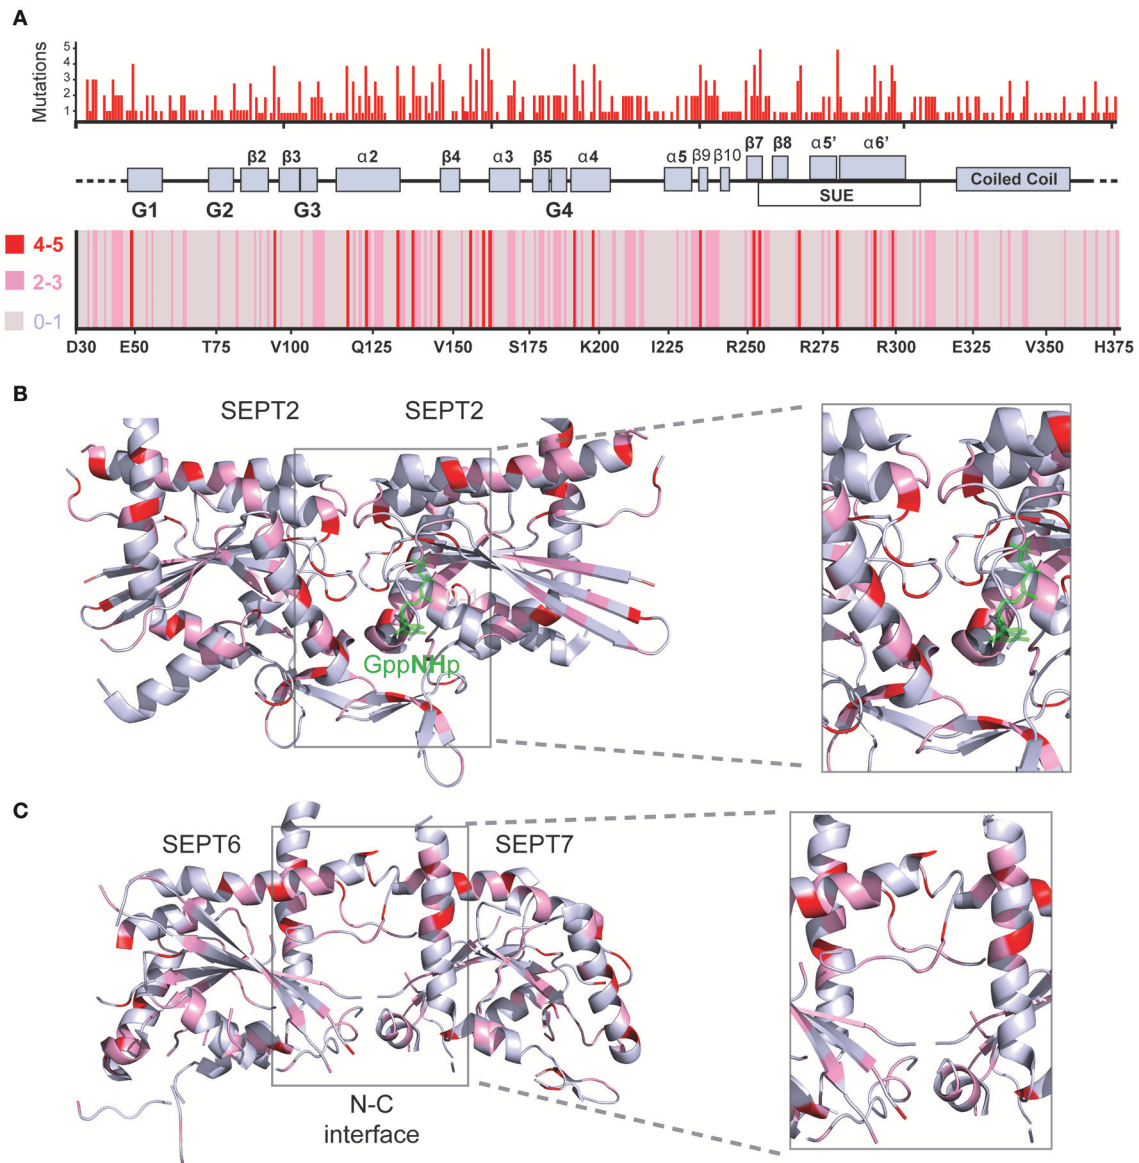 A
Mutations
5
4
3
2
1
β2 β3 α2 β4 α3 β5 α4 α5 β9 β10 β7 β8 α5’ α6’
Coiled Coil
SUE
G1 G2 G3 G4
4-5
2-3
0-1
D30 E50 T75 V100 Q125 V150 S175 K200 I225 R250 R275 R300 E325 V350 H375
B
SEPT2 SEPT2
GppNHp
C
SEPT6 SEPT7
N-C
interface